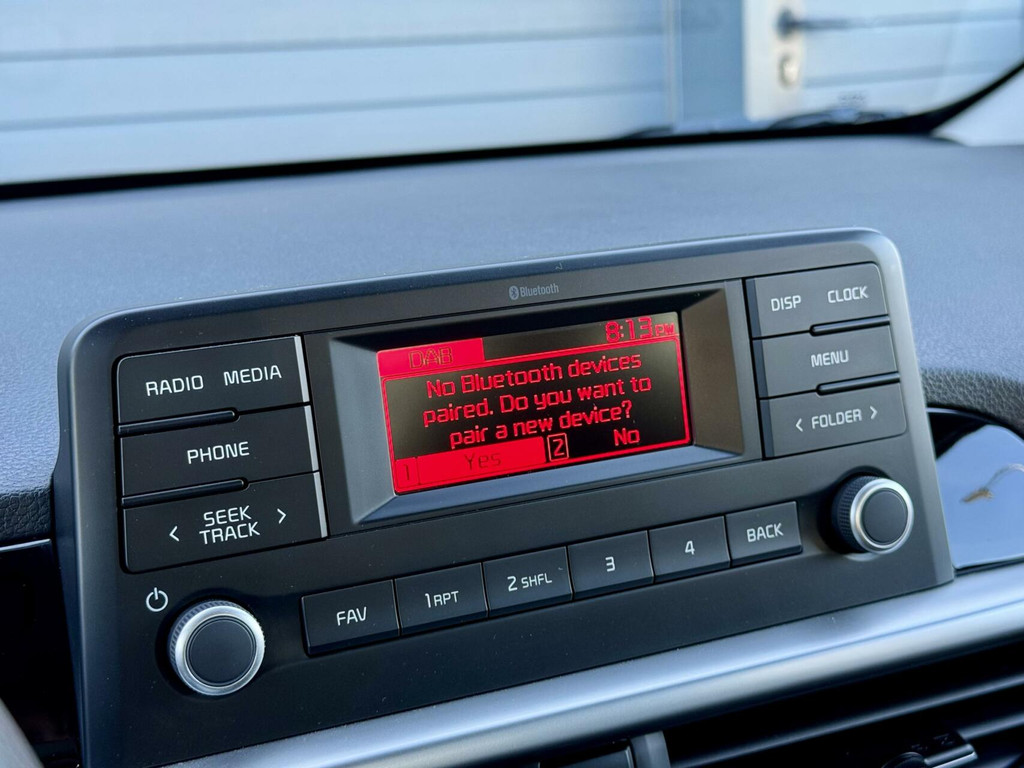 Bluetooth
DISP CLOCK
MENU
< FOLDER >
RADIO MEDIA
PHONE
< SEEK >
TRACK
DAB 8:13PM
No Bluetooth devices
paired. Do you want to
pair a new device?
1 Yes 2 No
FAV 1 RPT 2 SHFL 3 4 BACK